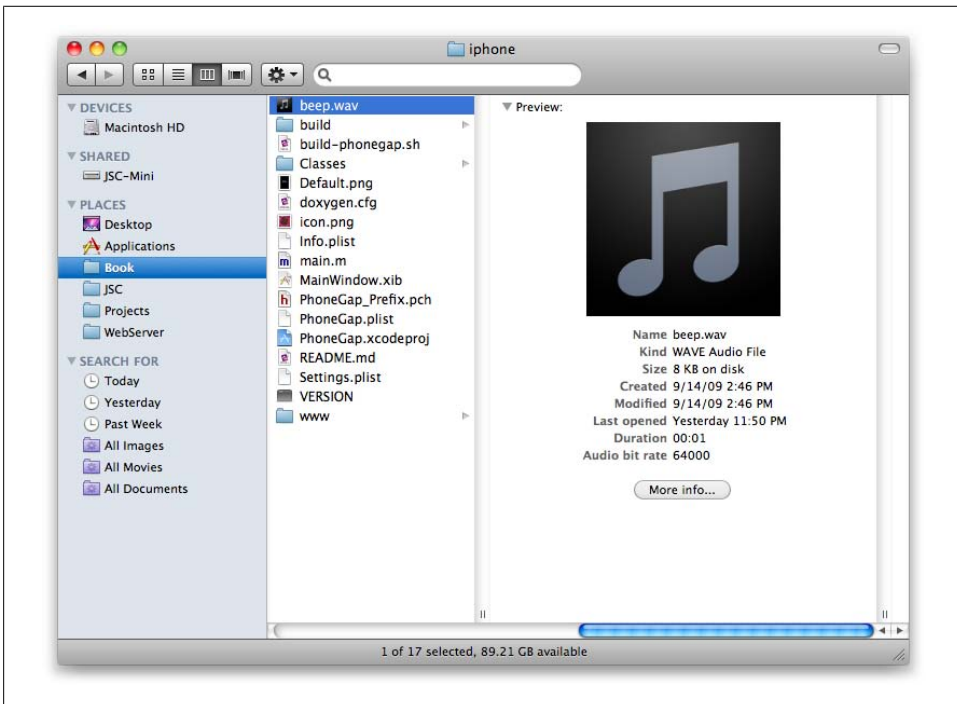 iphone
DEVICES
Macintosh HD
SHARED
JSC-Mini
PLACES
Desktop
Applications
Book
JSC
Projects
WebServer
SEARCH FOR
Today
Yesterday
Past Week
All Images
All Movies
All Documents
beep.wav
build
build-phonegap.sh
Classes
Default.png
doxygen.cfg
icon.png
Info.plist
main.m
MainWindow.xib
PhoneGap_Prefix.pch
PhoneGap.plist
PhoneGap.xcodeproj
README.md
Settings.plist
VERSION
www
Preview:
Name beep.wav
Kind WAVE Audio File
Size 8 KB on disk
Created 9/14/09 2:46 PM
Modified 9/14/09 2:46 PM
Last opened Yesterday 11:50 PM
Duration 00:01
Audio bit rate 64000
More info...
1 of 17 selected, 89.21 GB available